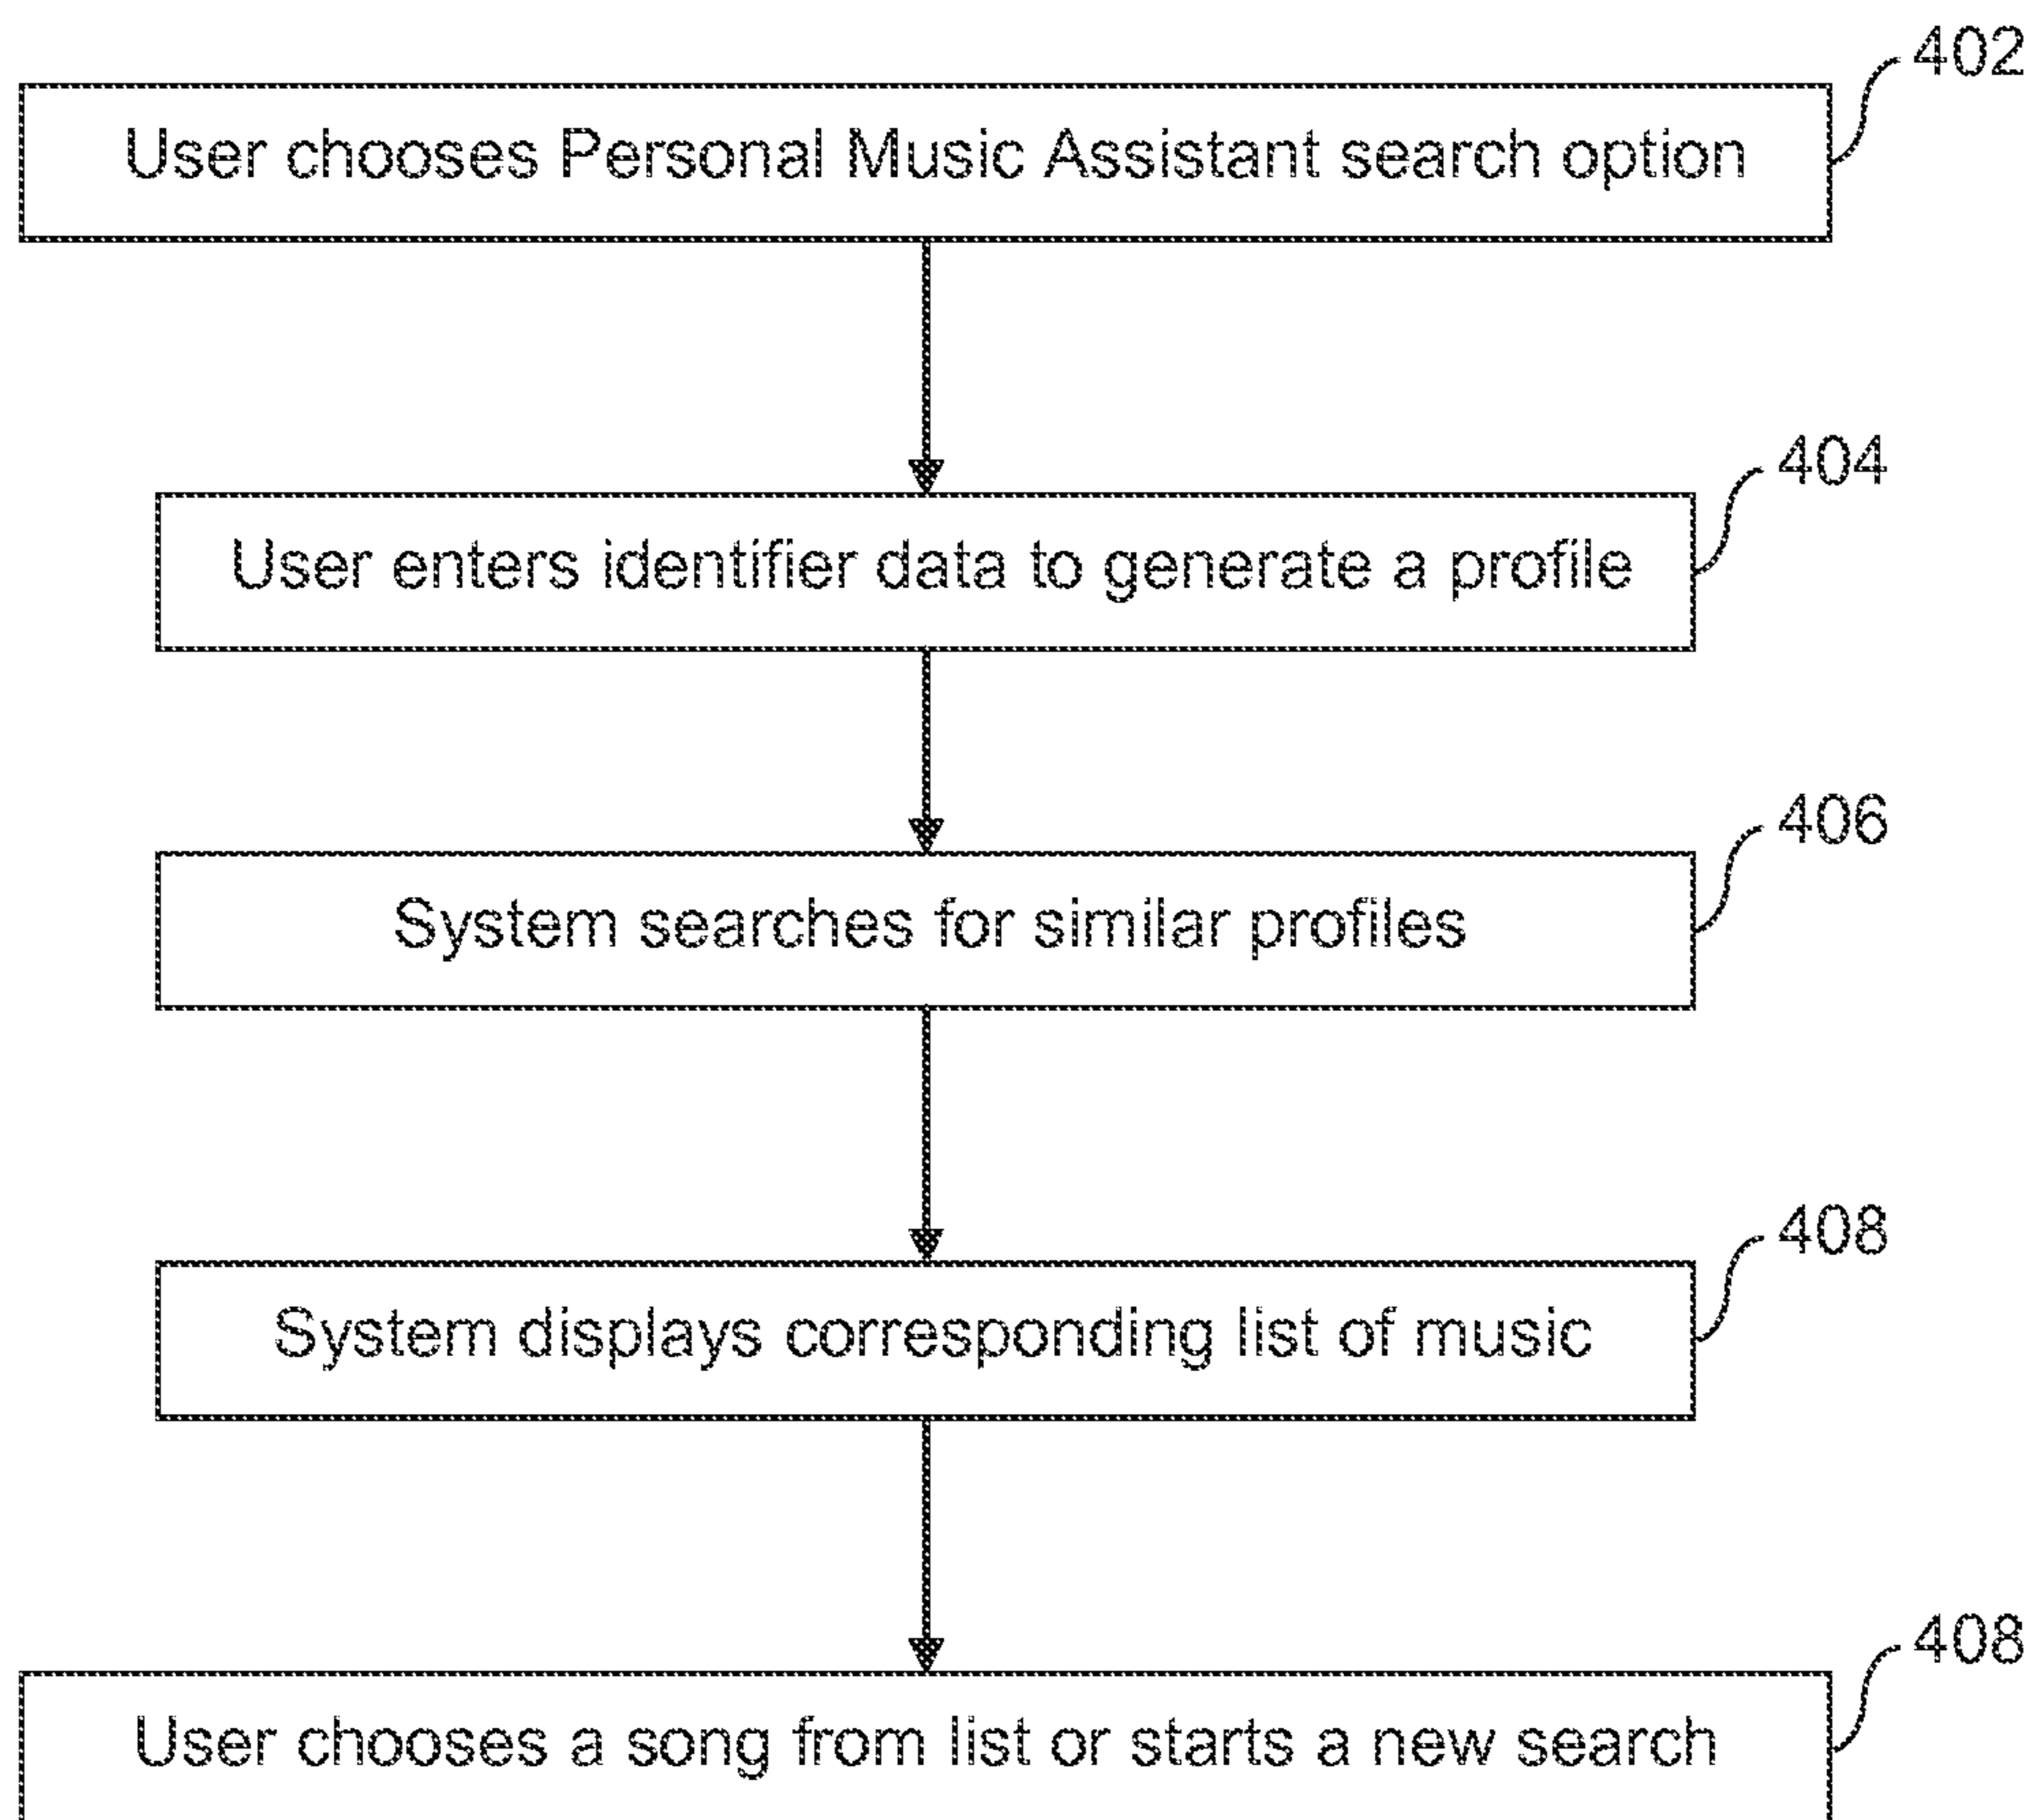 402
User chooses Personal Music Assistant search option
404
User enters identifier data to generate a profile
406
System searches for similar profiles
408
System displays corresponding list of music
408
User chooses a song from list or starts a new search